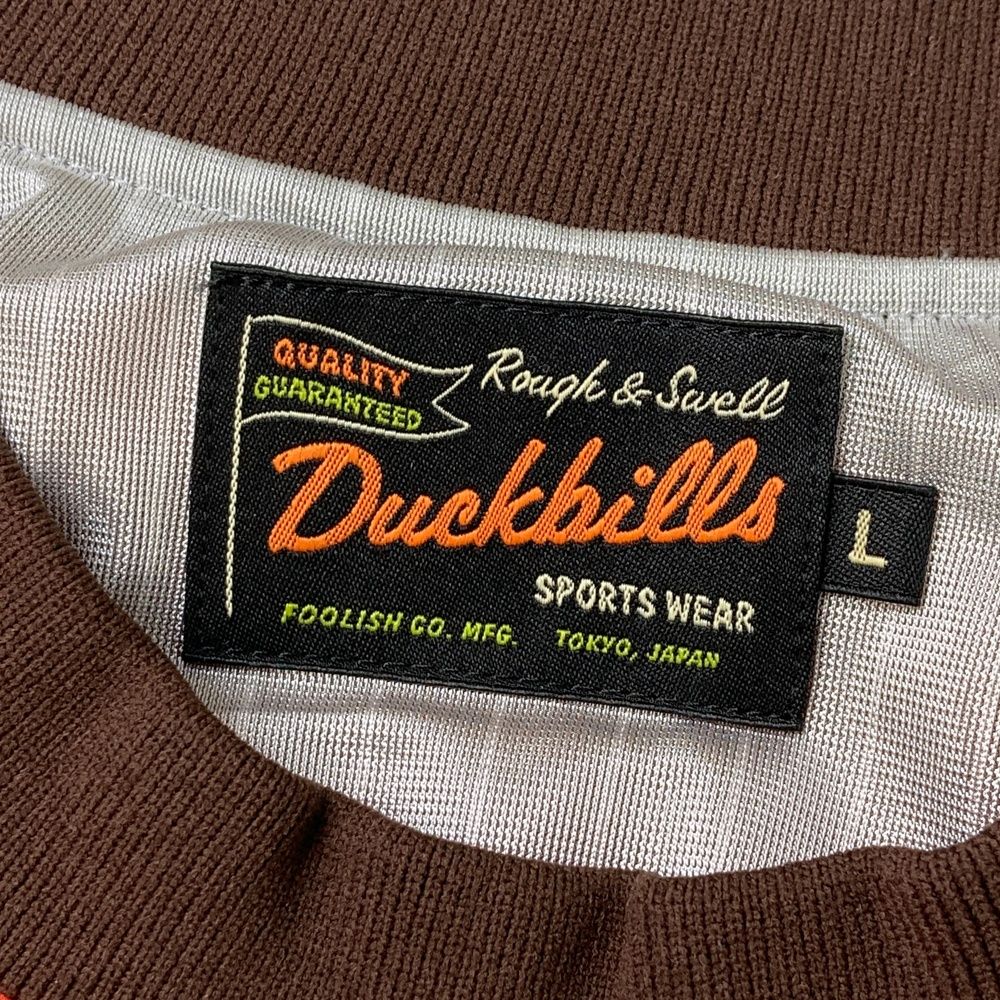 QUALITY
GUARANTEED
Rough & Swell
Duckbills
SPORTS WEAR
FOOLISH CO. MFG. TOKYO, JAPAN
L